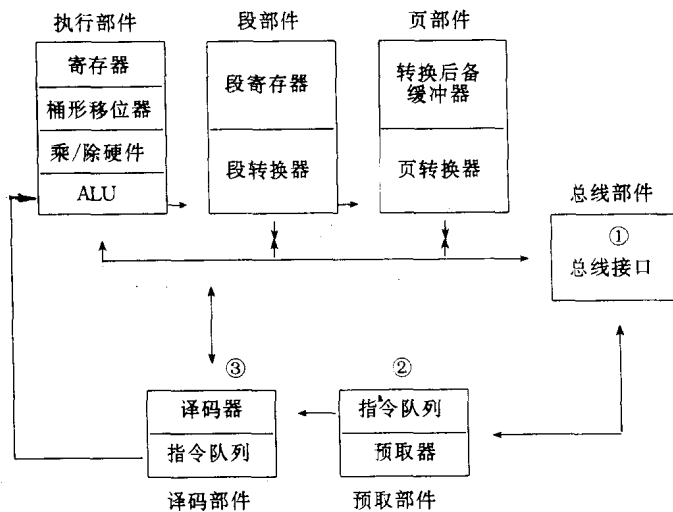 执行部件
段部件
页部件
寄存器
桶形移位器
乘/除硬件
ALU
段寄存器
段转换器
转换后备
缓冲器
页转换器
总线部件
①
总线接口
③
②
译码器
指令队列
指令队列
预取器
译码部件
预取部件